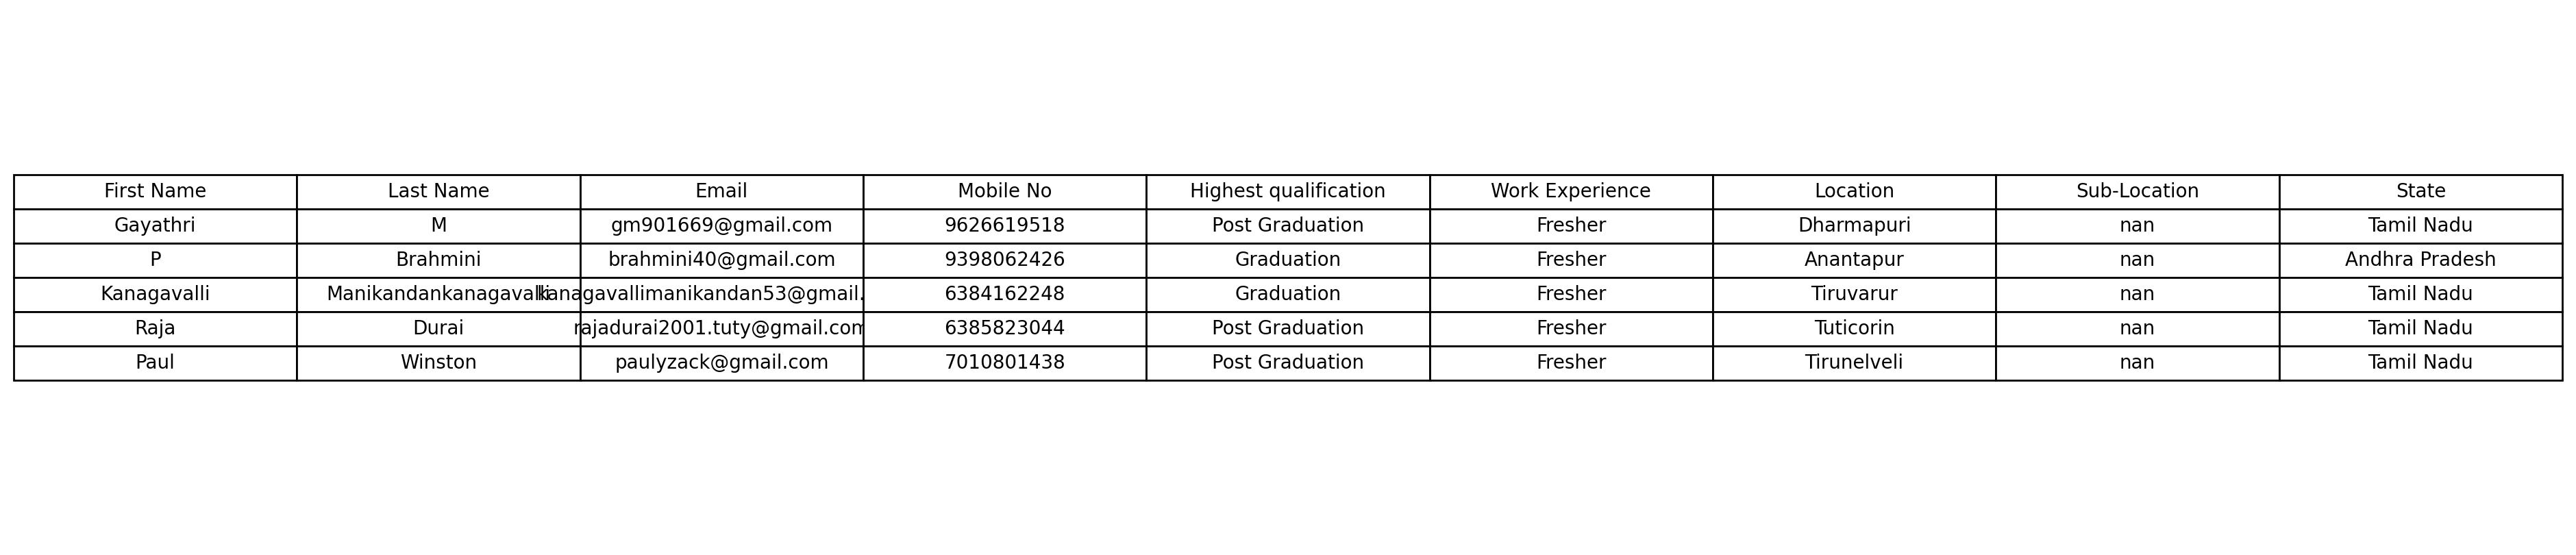 First Name Last Name Email Mobile No Highest qualification Work Experience Location Sub-Location State
Gayathri M gm901669@gmail.com 9626619518 Post Graduation Fresher Dharmapuri nan Tamil Nadu
P Brahmini brahmini40@gmail.com 9398062426 Graduation Fresher Anantapur nan Andhra Pradesh
Kanagavalli Manikandankanagavalli kanagavallimanikandan53@gmail. 6384162248 Graduation Fresher Tiruvarur nan Tamil Nadu
Raja Durai rajadurai2001.tuty@gmail.com 6385823044 Post Graduation Fresher Tuticorin nan Tamil Nadu
Paul Winston paulyzack@gmail.com 7010801438 Post Graduation Fresher Tirunelveli nan Tamil Nadu